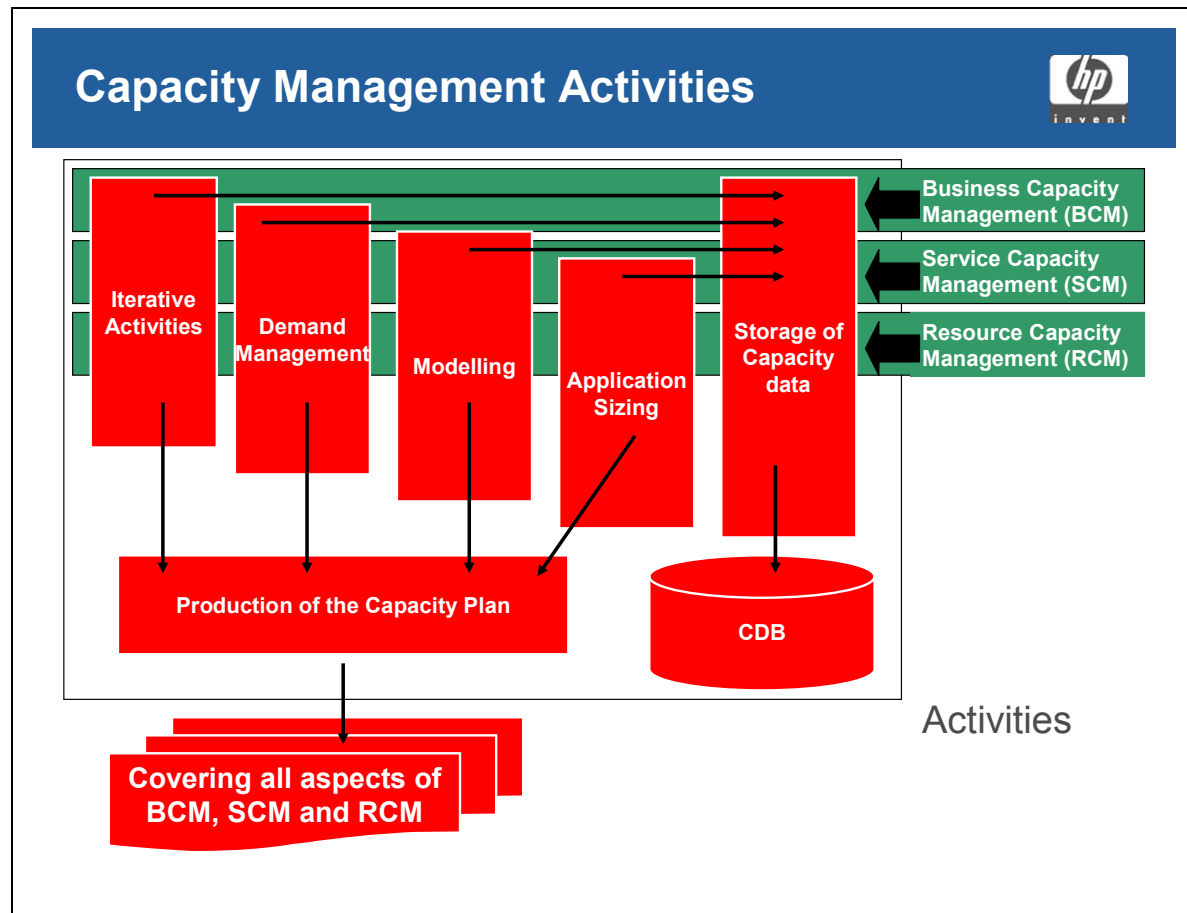 Capacity Management Activities
hp
invent
Business Capacity
Management (BCM)
Service Capacity
Management (SCM)
Resource Capacity
Management (RCM)
Iterative
Activities
Demand
Management
Modelling
Application
Sizing
Storage of
Capacity
data
Production of the Capacity Plan
CDB
Activities
Covering all aspects of
BCM, SCM and RCM